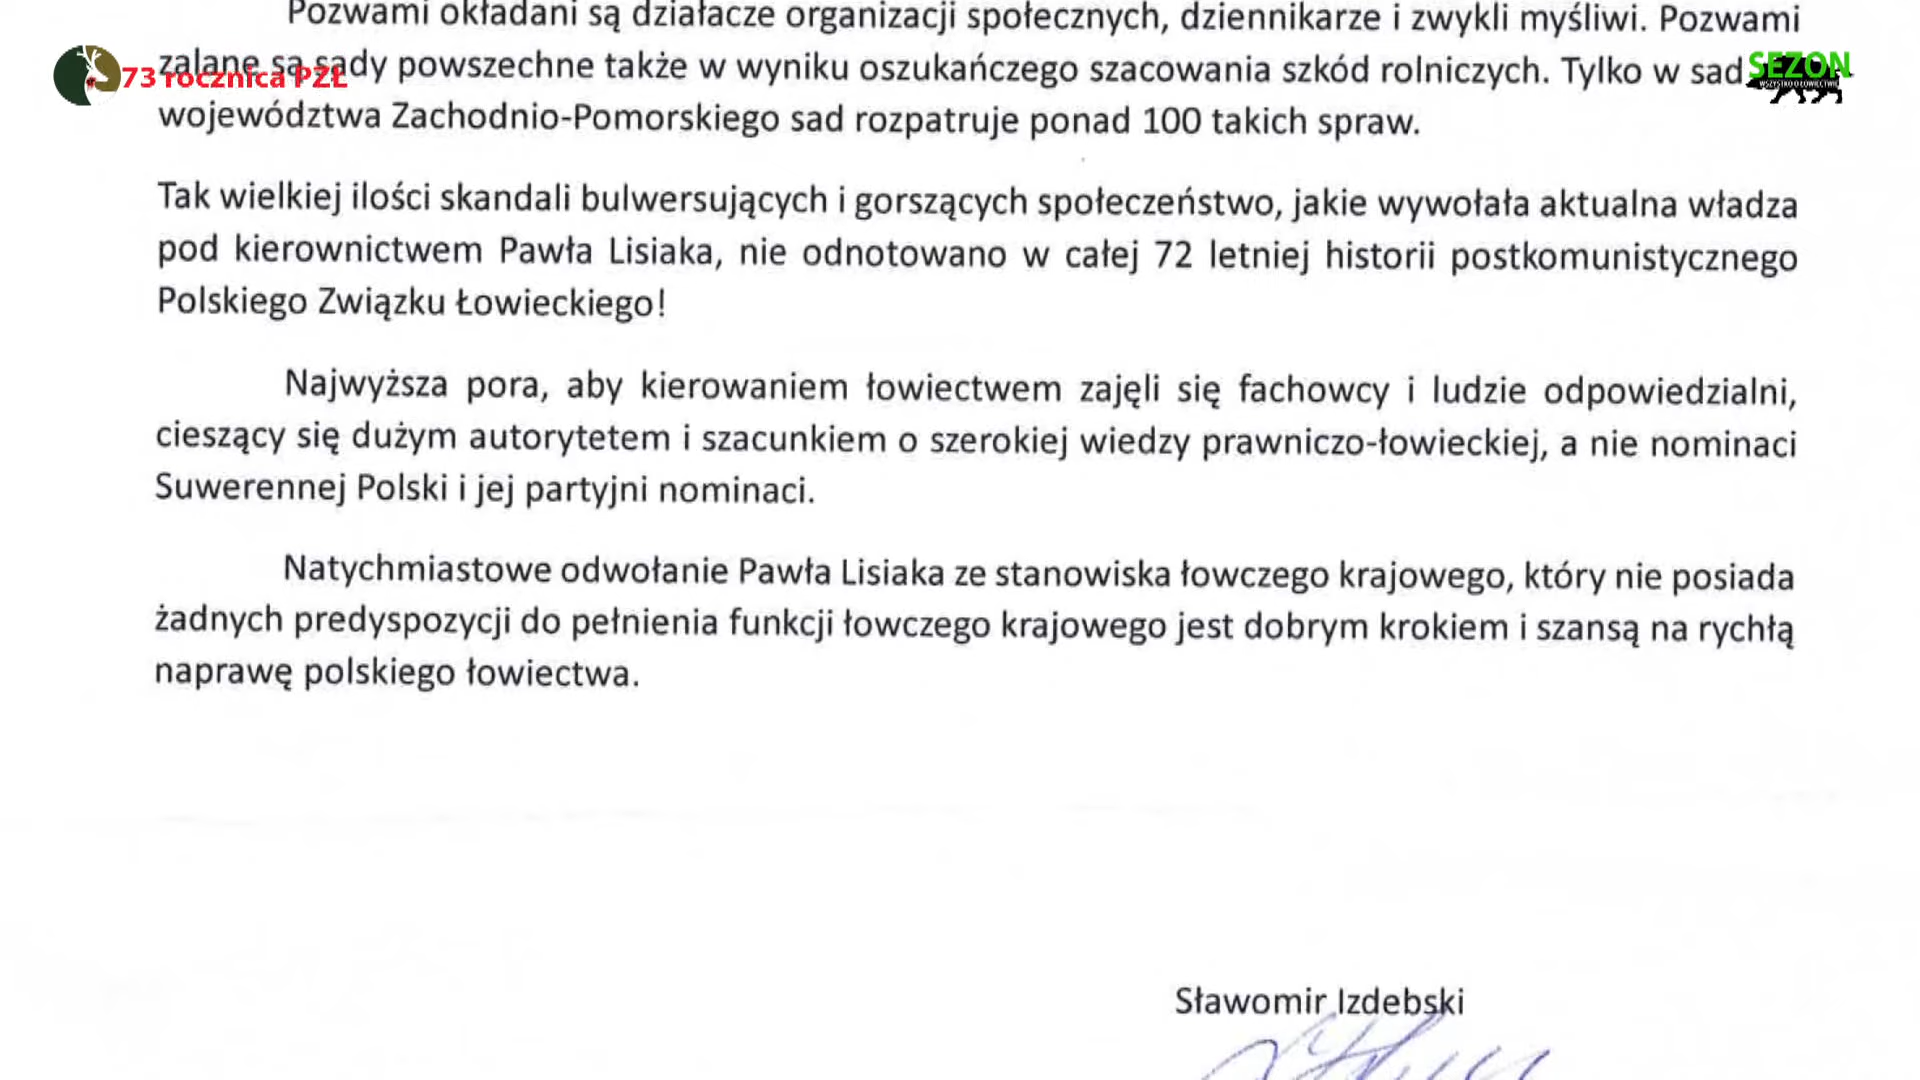 Pozwami okładani są działacze organizacji społecznych, dziennikarze i zwykli myśliwi. Pozwami
zalane są sądy powszechne także w wyniku oszukańczego szacowania szkód rolniczych. Tylko w sad
73 rocznica PZŁ
SEZON
WSZYSTKO O ŁOWIECTWIE
województwa Zachodnio-Pomorskiego sad rozpatruje ponad 100 takich spraw.
Tak wielkiej ilości skandali bulwersujących i gorszących społeczeństwo, jakie wywołała aktualna władza
pod kierownictwem Pawła Lisiaka, nie odnotowano w całej 72 letniej historii postkomunistycznego
Polskiego Związku Łowieckiego!
Najwyższa pora, aby kierowaniem łowiectwem zajęli się fachowcy i ludzie odpowiedzialni,
cieszący się dużym autorytetem i szacunkiem o szerokiej wiedzy prawniczo-łowieckiej, a nie nominaci
Suwerennej Polski i jej partyjni nominaci.
Natychmiastowe odwołanie Pawła Lisiaka ze stanowiska łowczego krajowego, który nie posiada
żadnych predyspozycji do pełnienia funkcji łowczego krajowego jest dobrym krokiem i szansą na rychłą
naprawę polskiego łowiectwa.
Sławomir Izdebski